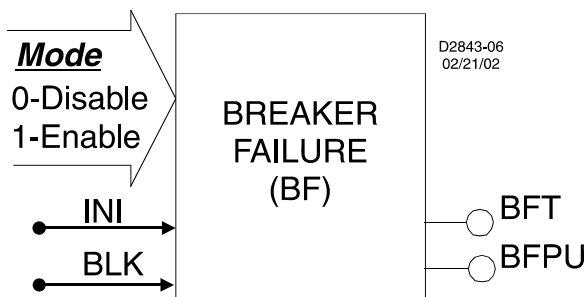 Mode
0-Disable
1-Enable
INI
BLK
BREAKER
FAILURE
(BF)
D2843-06
02/21/02
BFT
BFPU